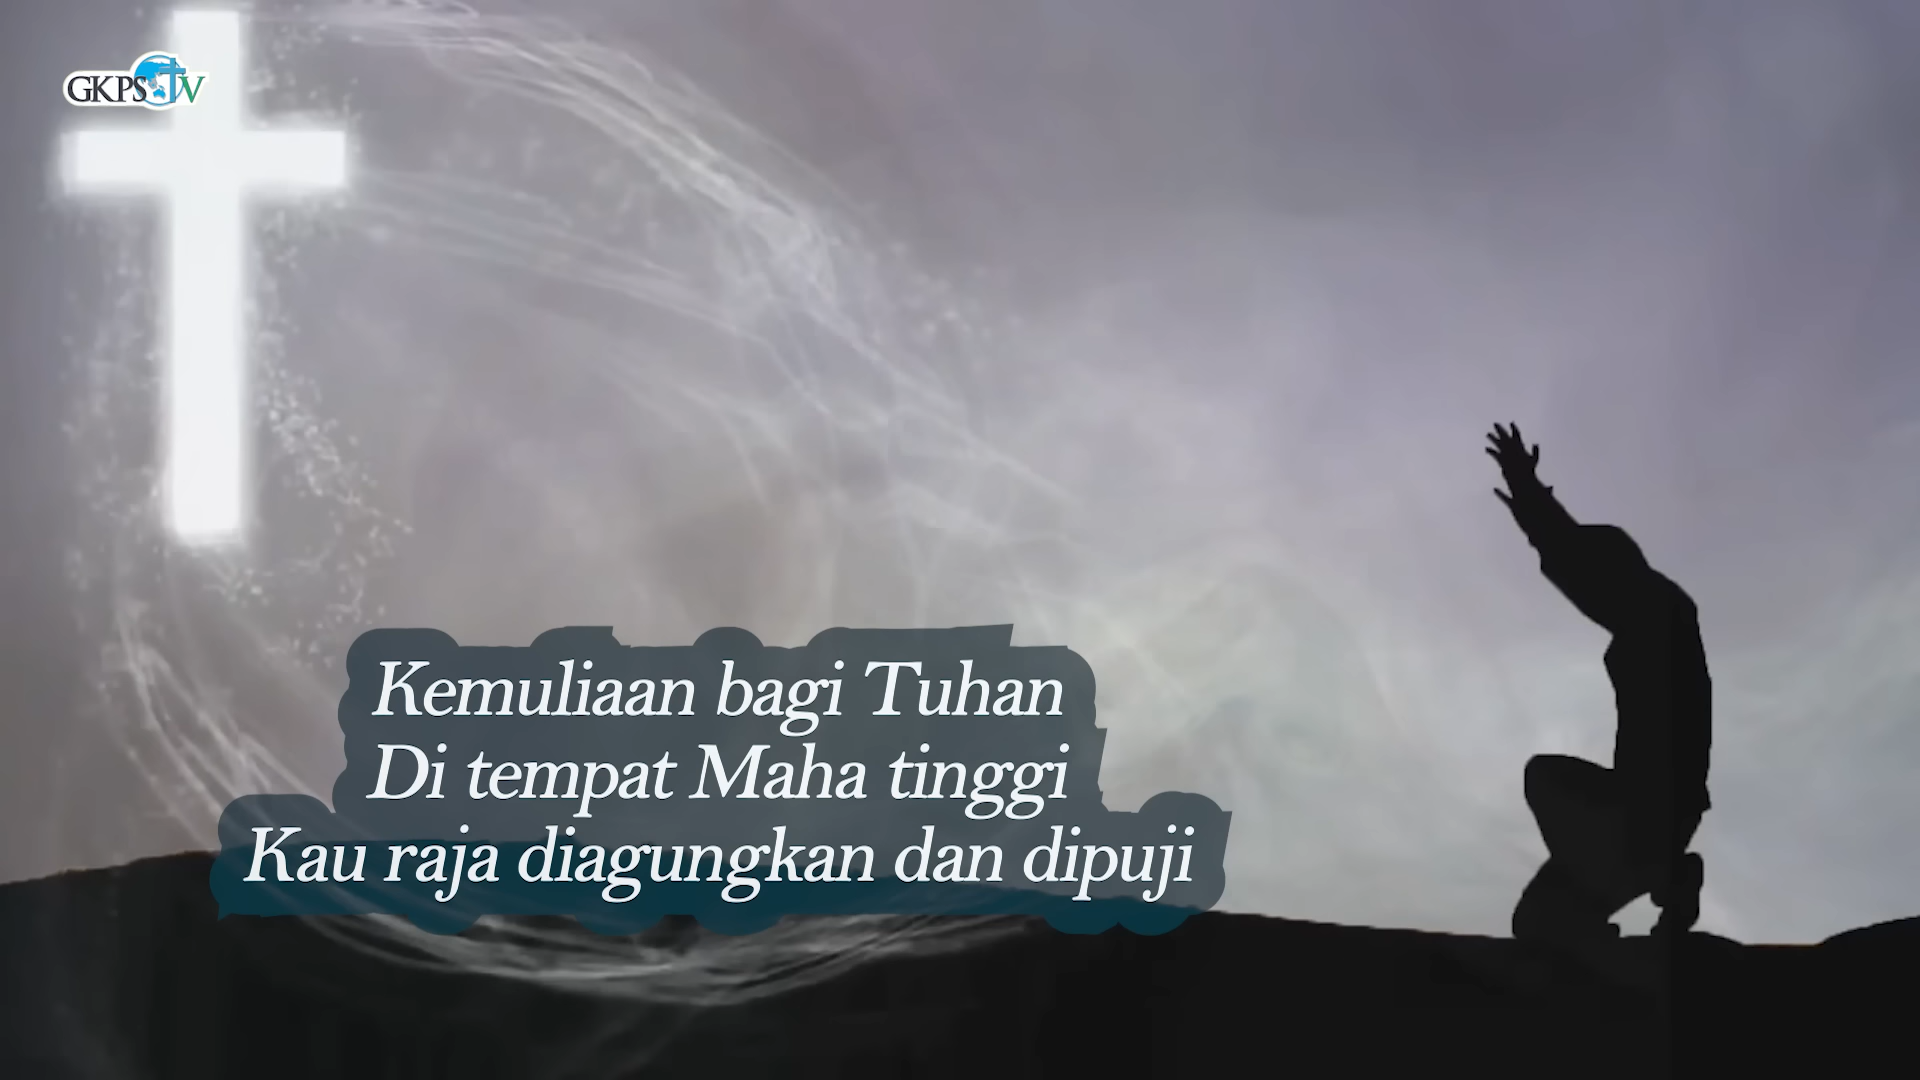 GKPS TV
Kemuliaan bagi Tuhan
Di tempat Maha tinggi
Kau raja diagungkan dan dipuji